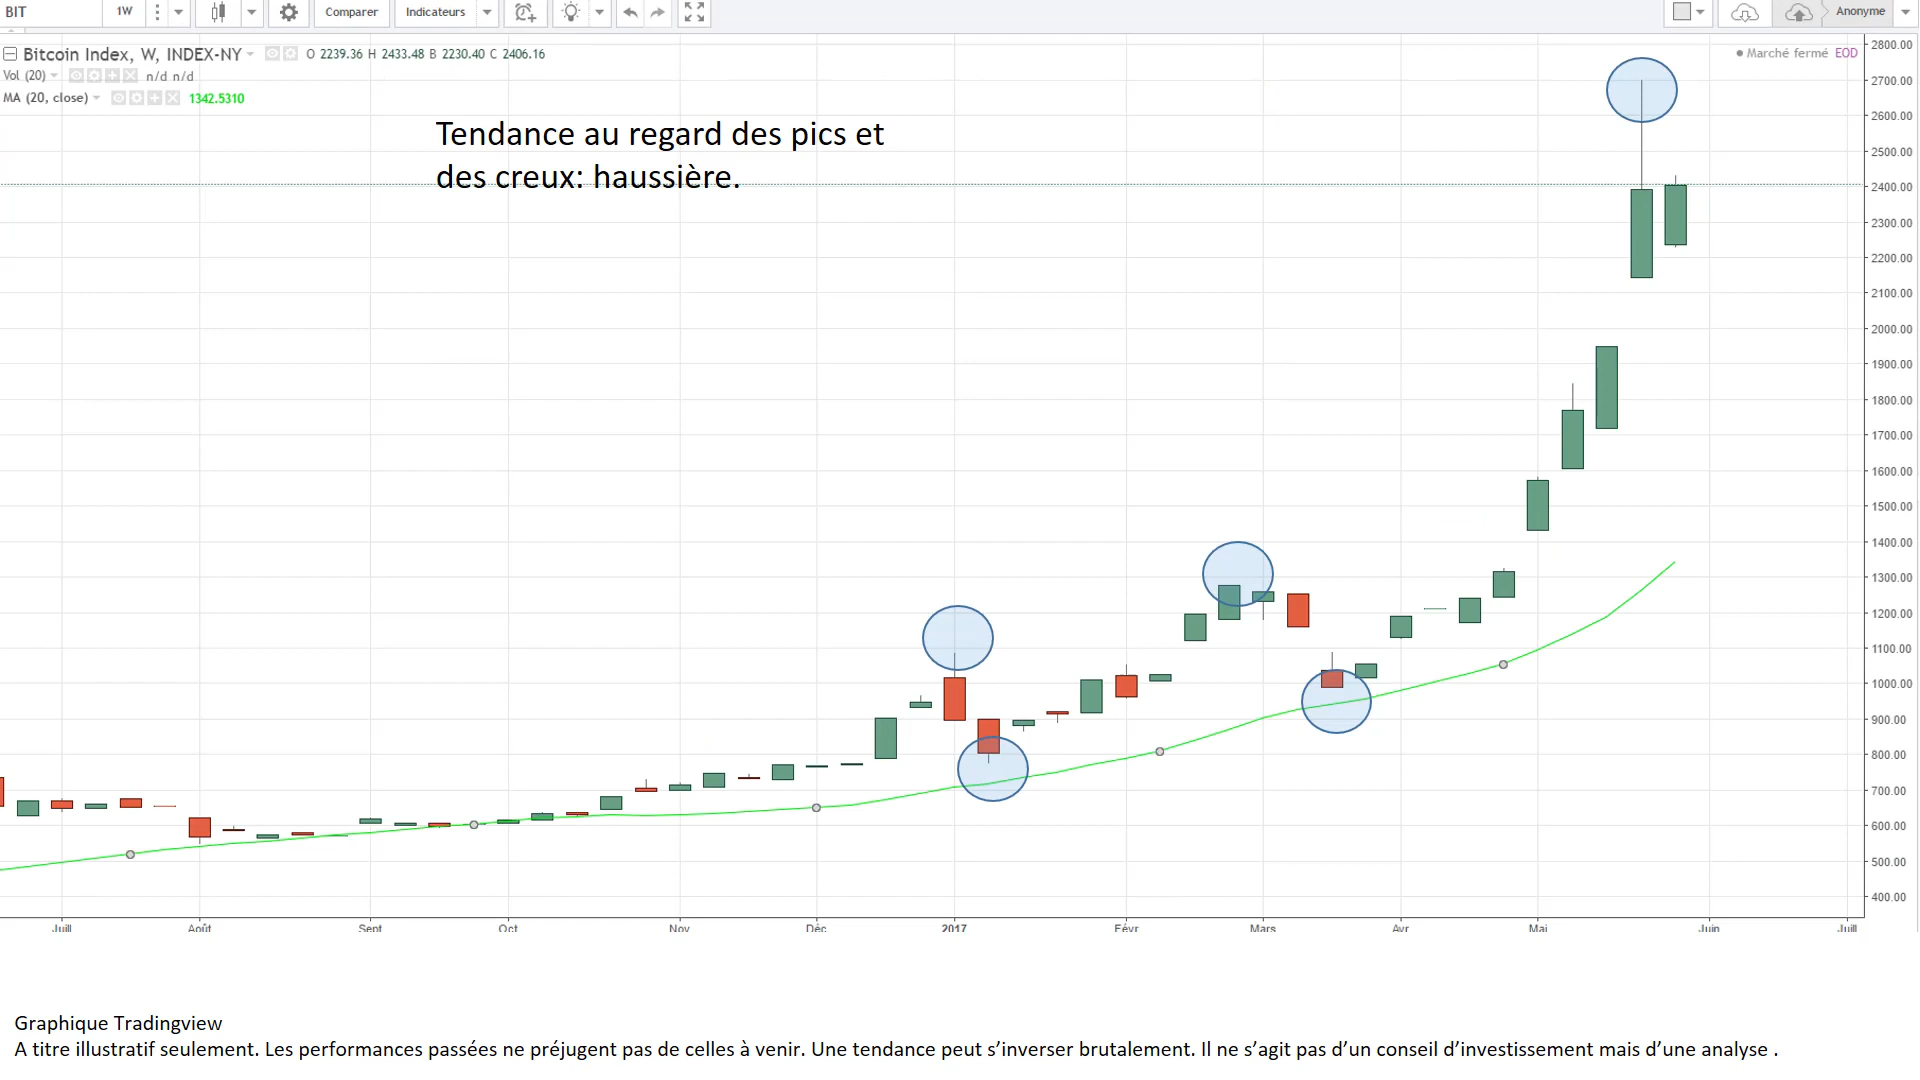 BIT 1W Comparer Indicateurs Anonyme
Bitcoin Index, W, INDEX-NY O 2239.36 H 2433.48 B 2230.40 C 2406.16
Marché fermé EOD
Vol (20) n/d n/d
MA (20, close) 1342.5310
Tendance au regard des pics et
des creux: haussière.
2800.00
2700.00
2600.00
2500.00
2400.00
2300.00
2200.00
2100.00
2000.00
1900.00
1800.00
1700.00
1600.00
1500.00
1400.00
1300.00
1200.00
1100.00
1000.00
900.00
800.00
700.00
600.00
500.00
400.00
Juill Août Sept Oct Nov Déc 2017 Févr Mars Avr Mai Juin Juill
Graphique Tradingview
A titre illustratif seulement. Les performances passées ne préjugent pas de celles à venir. Une tendance peut s’inverser brutalement. Il ne s’agit pas d’un conseil d’investissement mais d’une analyse .